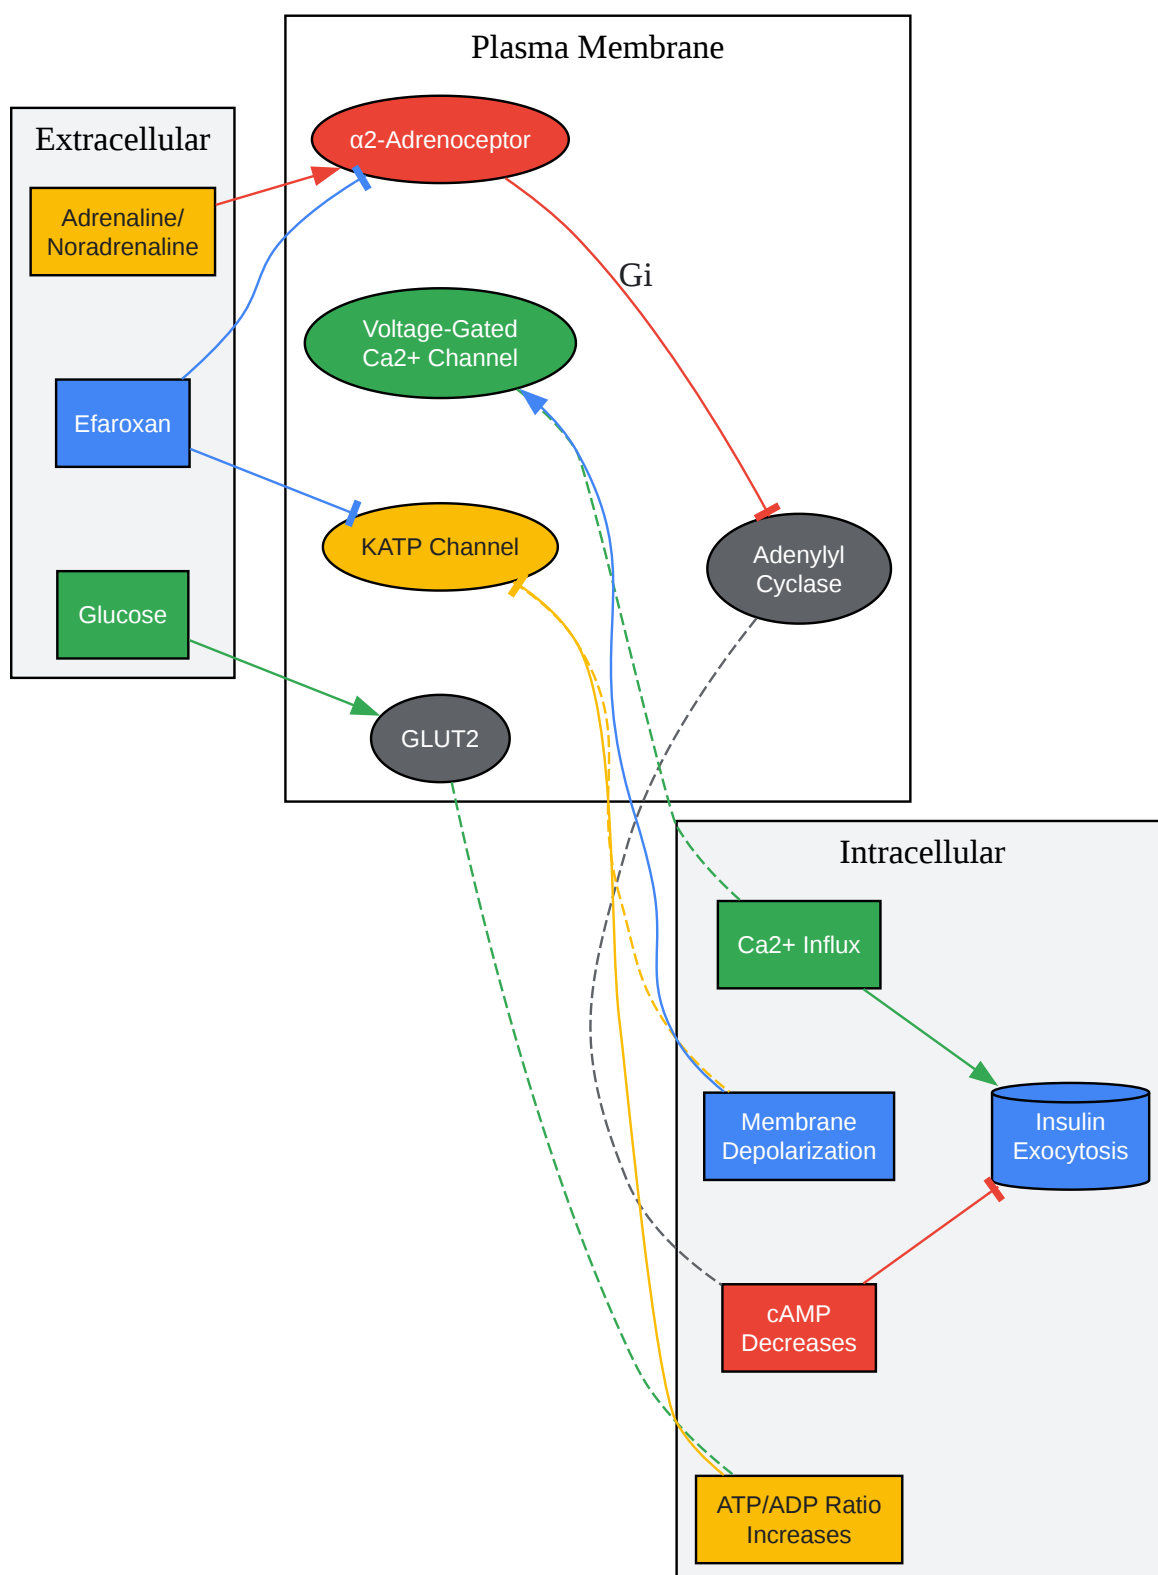 Plasma Membrane
Extracellular
α2-Adrenoceptor
Adrenaline/
Noradrenaline
Gi
Voltage-Gated
Ca2+ Channel
Efaroxan
KATP Channel
Adenylyl
Cyclase
Glucose
GLUT2
Intracellular
Ca2+ Influx
Membrane
Depolarization
Insulin
Exocytosis
cAMP
Decreases
ATP/ADP Ratio
Increases